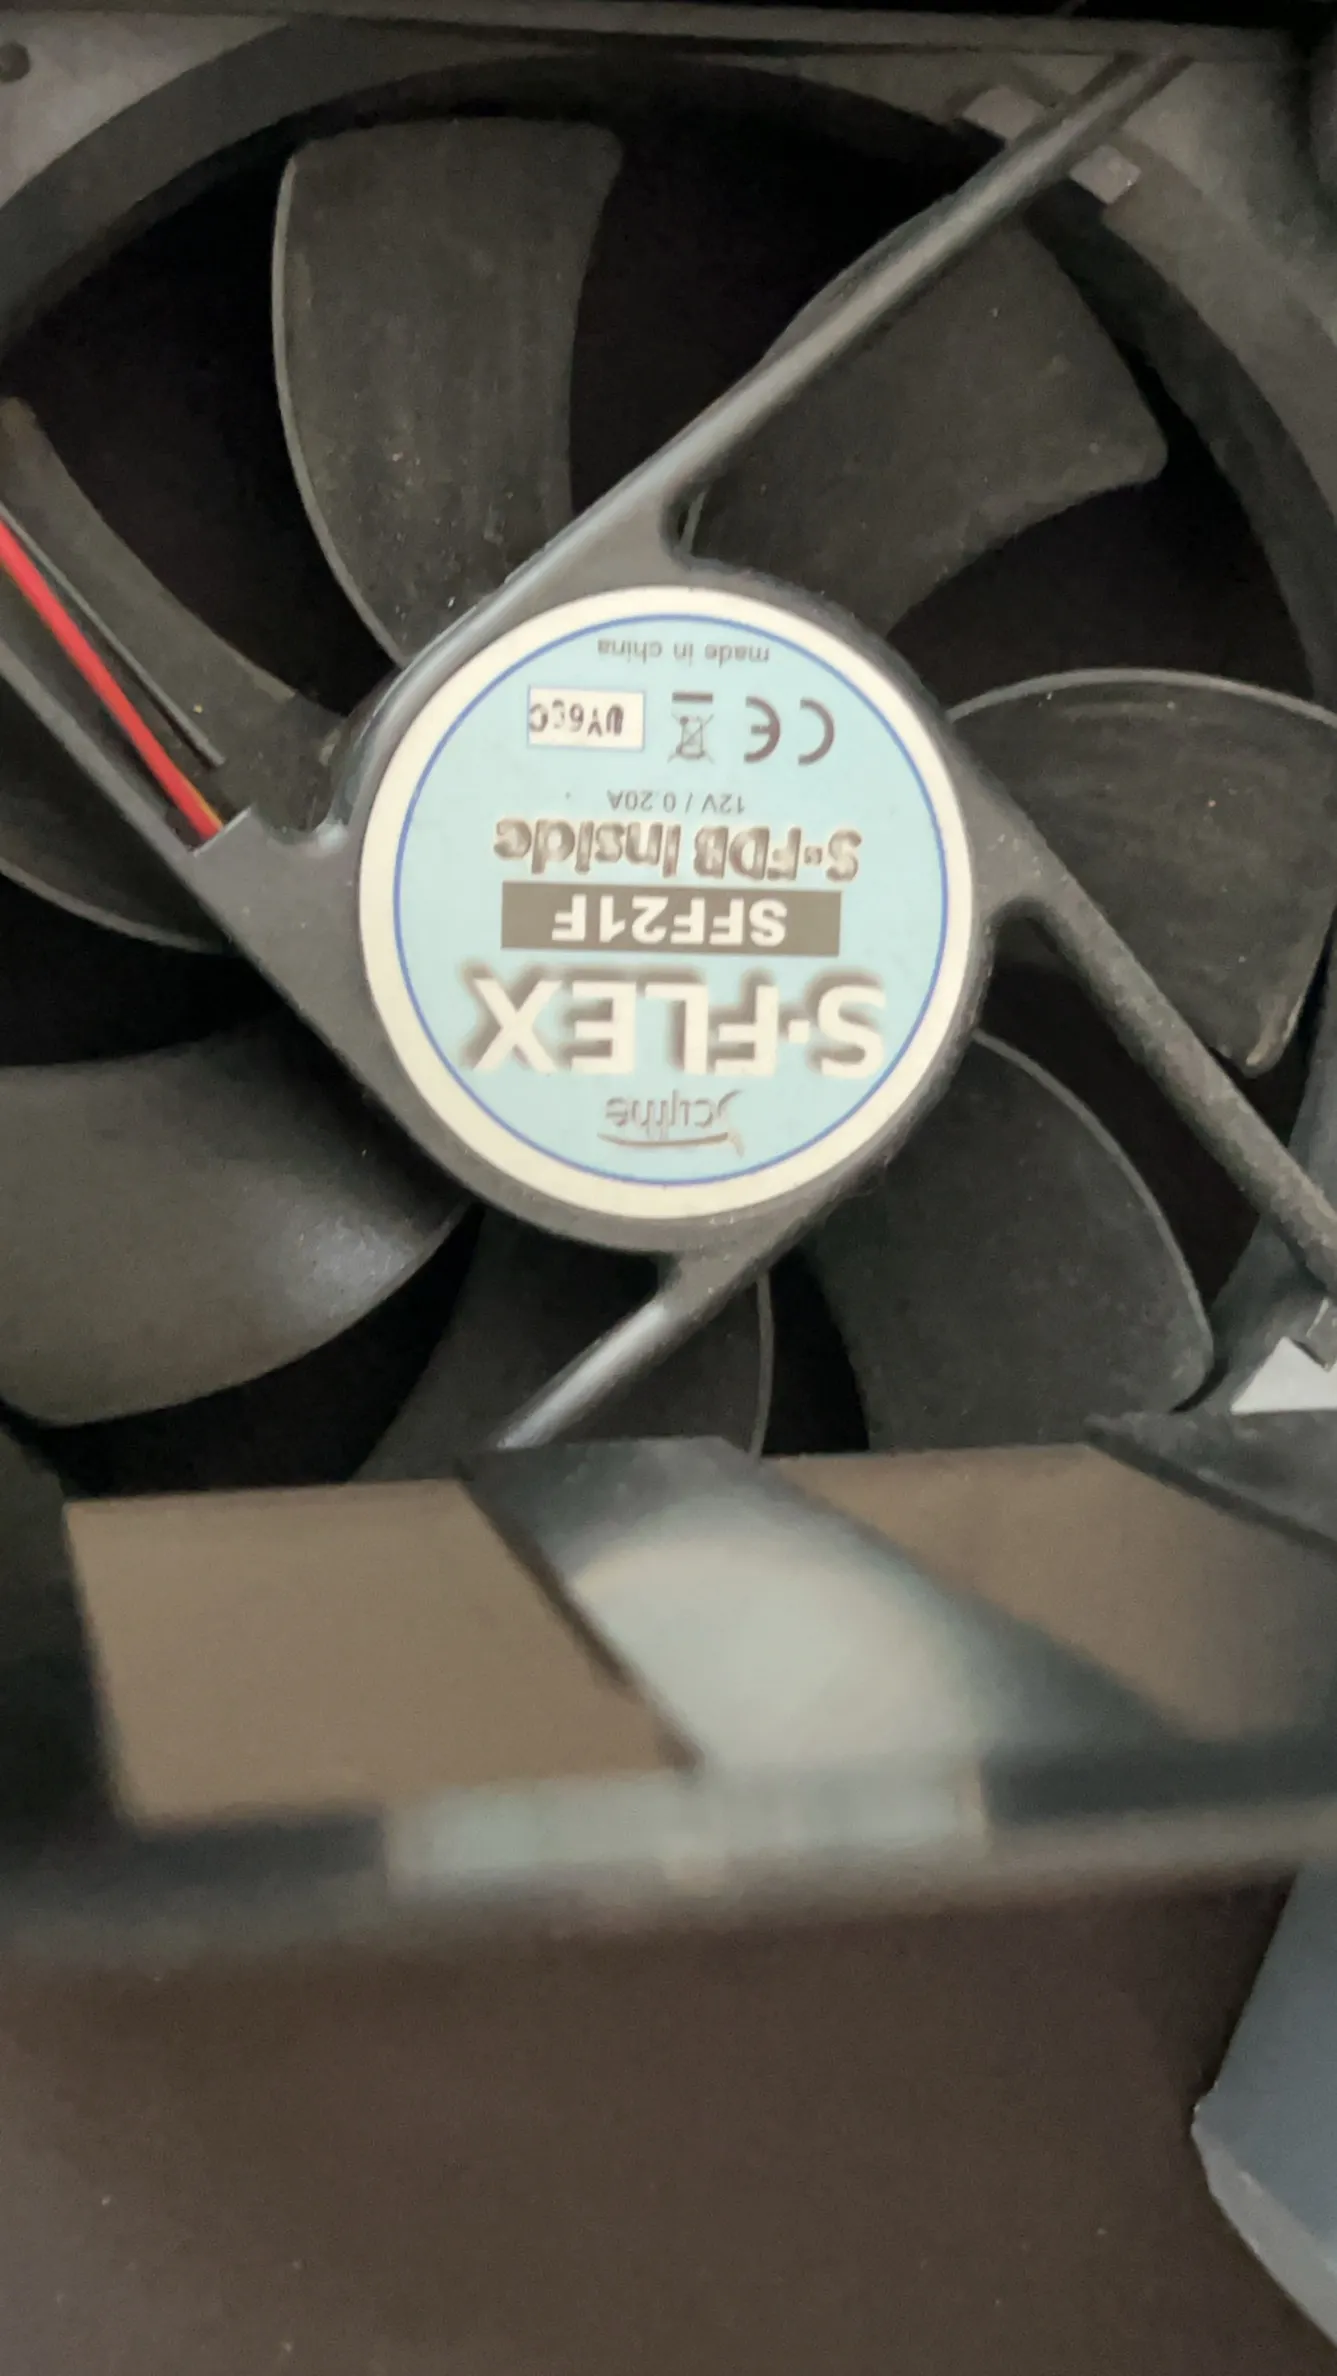 Scythe
S-FLEX
SFF21F
S-FDB Inside
12V / 0.20A
CE
made in china